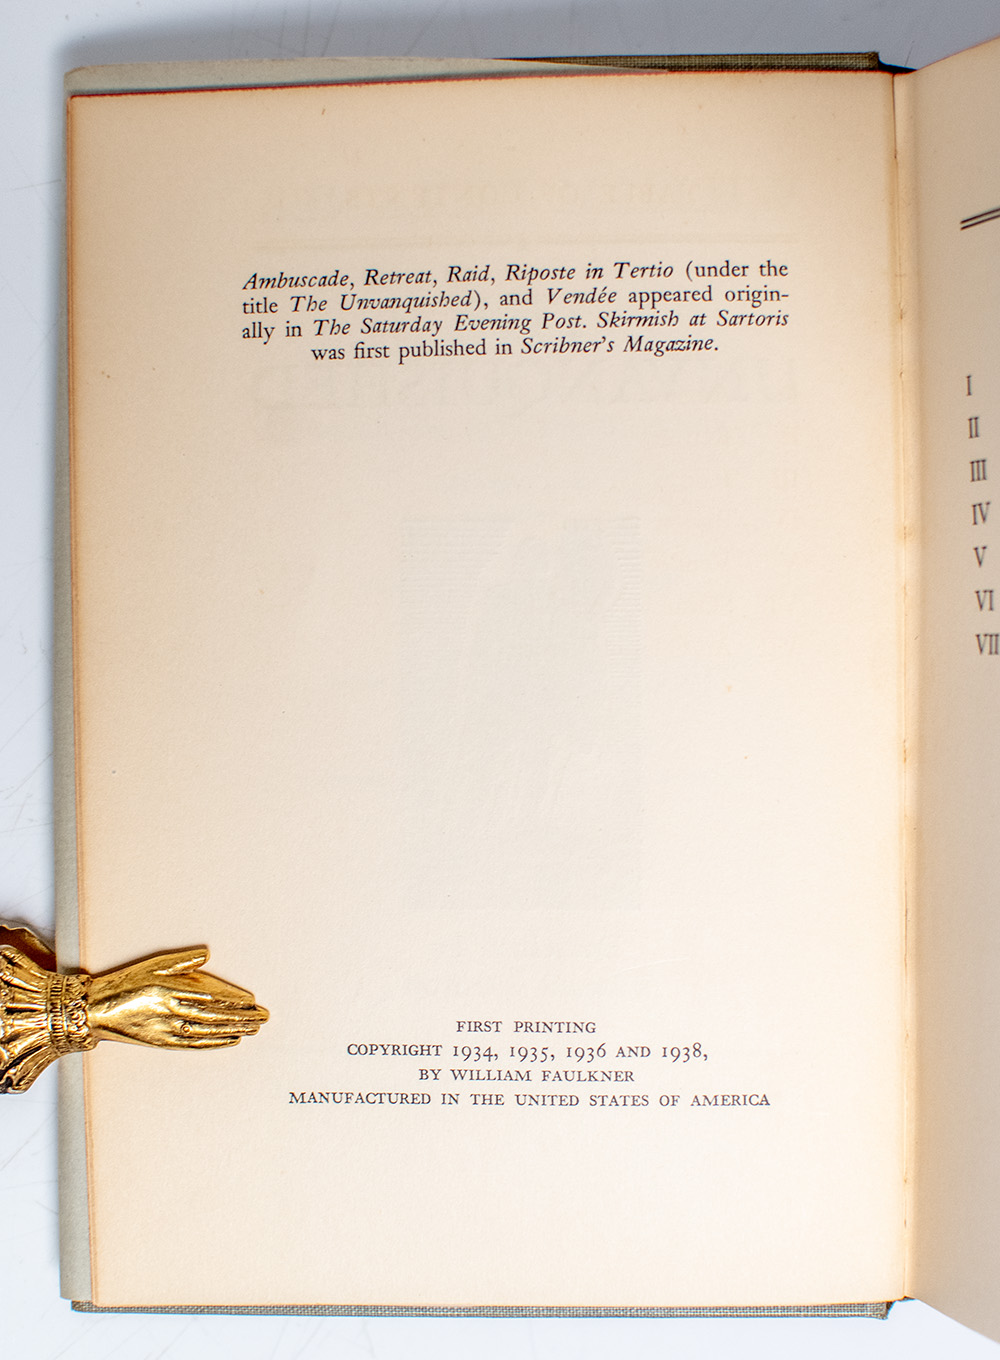 Ambuscade, Retreat, Raid, Riposte in Tertio (under the
title The Unvanquished), and Vendée appeared origin-
ally in The Saturday Evening Post. Skirmish at Sartoris
was first published in Scribner's Magazine.
FIRST PRINTING
COPYRIGHT 1934, 1935, 1936 AND 1938,
BY WILLIAM FAULKNER
MANUFACTURED IN THE UNITED STATES OF AMERICA
I
II
III
IV
V
VI
VII